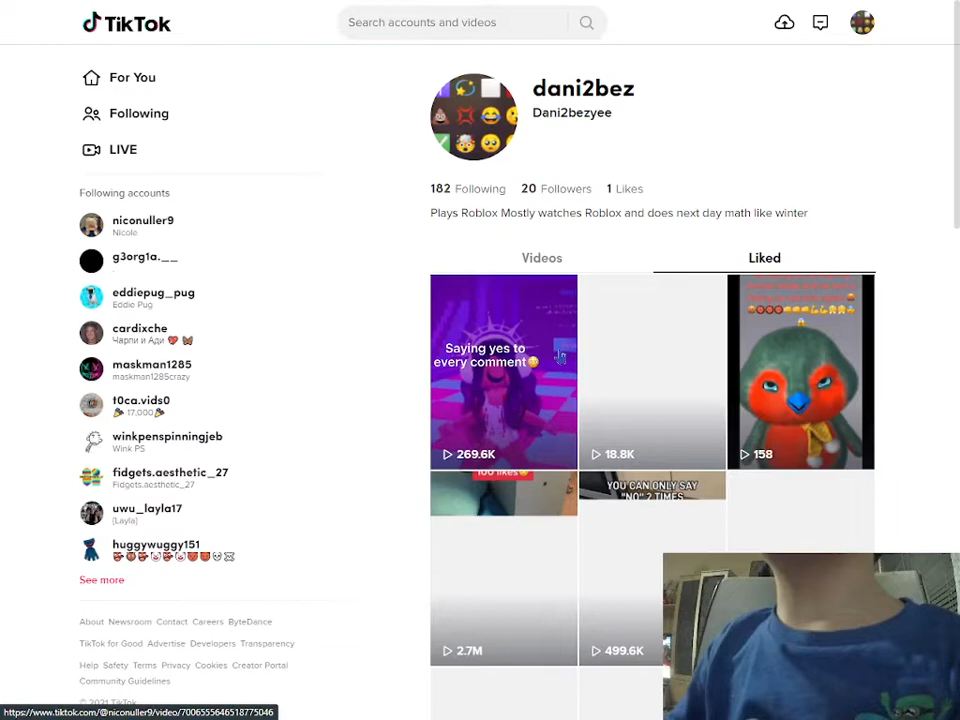 TikTok
Search accounts and videos
For You
Following
LIVE
Following accounts
niconuller9
Nicole
g3org1a.__
.
eddiepug_pug
Eddie Pug
cardixche
Чарли и Ади
maskman1285
maskman1285crazy
t0ca.vids0
17,000
winkpenspinningjeb
Wink PS
fidgets.aesthetic_27
Fidgets.aesthetic_27
uwu_layla17
[Layla]
huggywuggy151
See more
About Newsroom Contact Careers ByteDance
TikTok for Good Advertise Developers Transparency
Help Safety Terms Privacy Cookies Creator Portal
Community Guidelines
© 2021 TikTok
https://www.tiktok.com/@niconuller9/video/7006555646518775046
dani2bez
Dani2bezyee
182 Following 20 Followers 1 Likes
Plays Roblox Mostly watches Roblox and does next day math like winter
Videos Liked
Saying yes to
every comment😳
269.6K
18.8K
158
100 likes
2.7M
YOU CAN ONLY SAY
"NO" 2 TIMES
499.6K